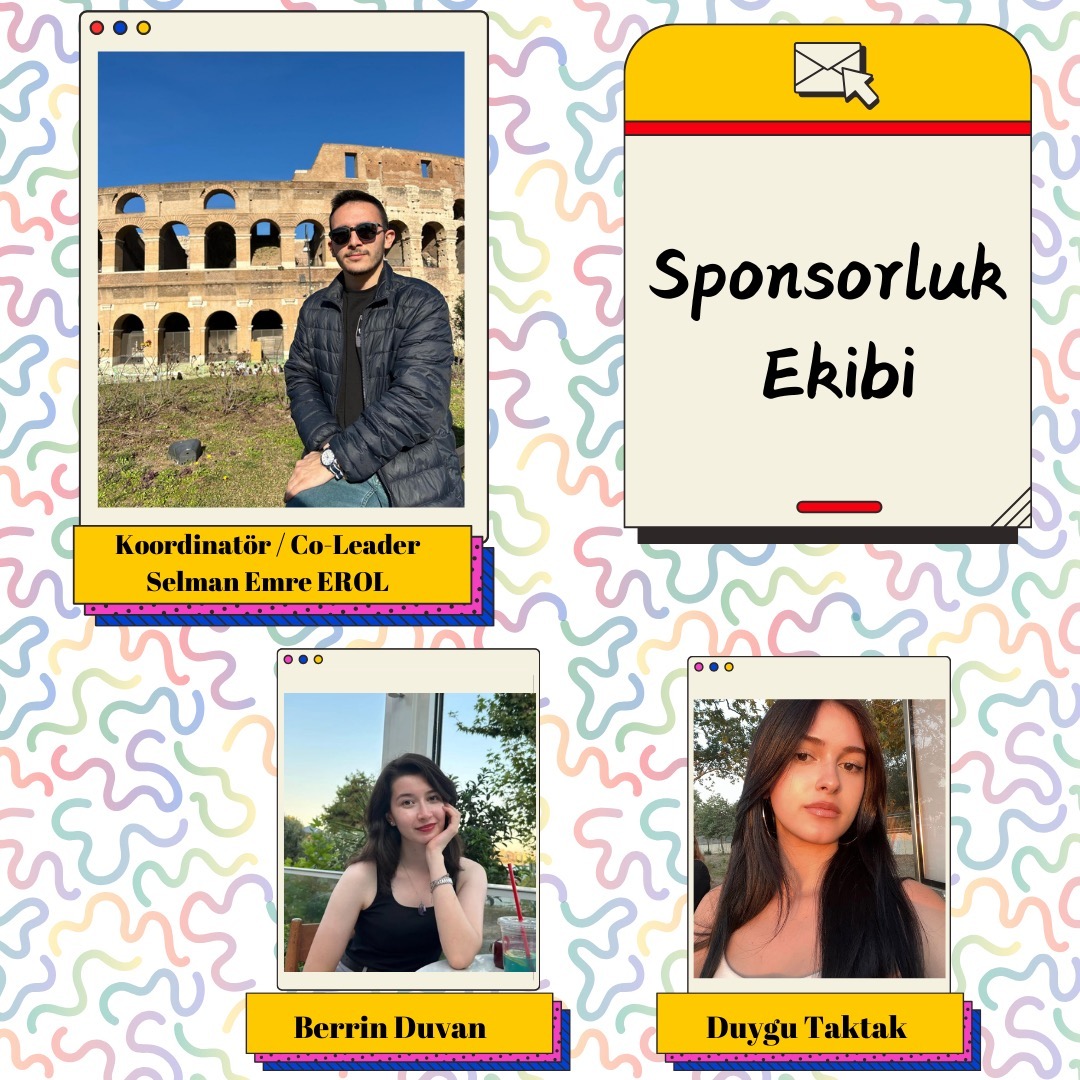 Sponsorluk
Ekibi
Koordinatör / Co-Leader
Selman Emre EROL
Berrin Duvan
Duygu Taktak